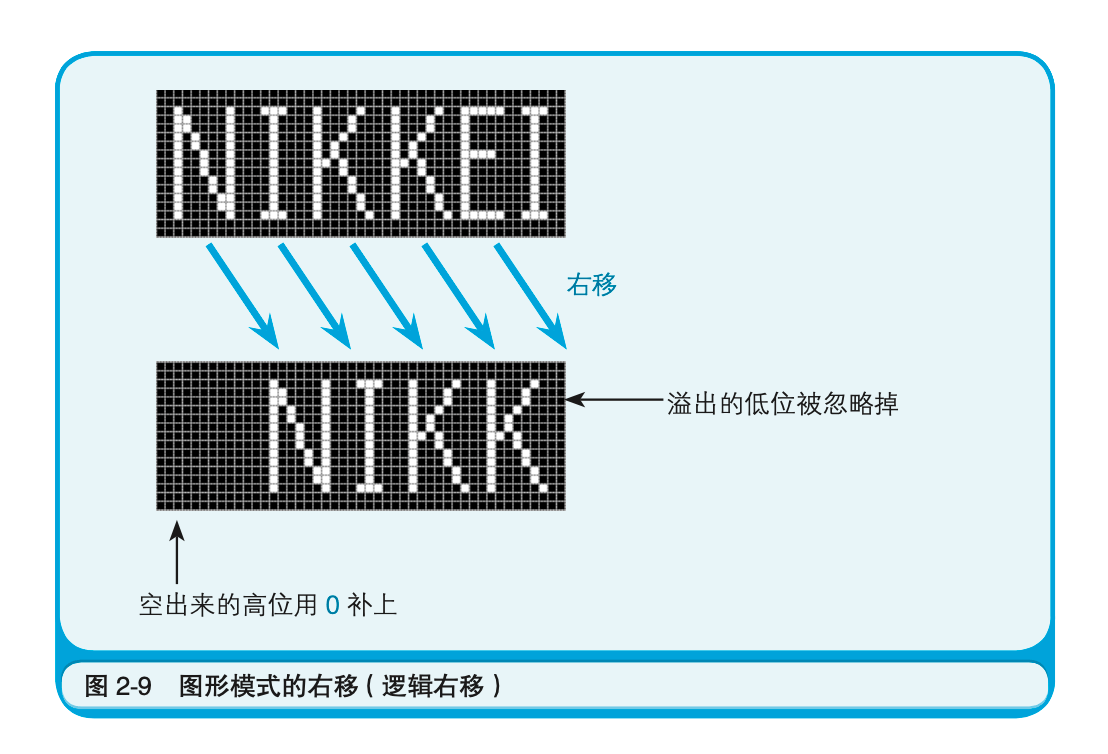 NIKKEI
右移
NIKK
溢出的低位被忽略掉
空出来的高位用 0 补上
图 2-9 图形模式的右移(逻辑右移)